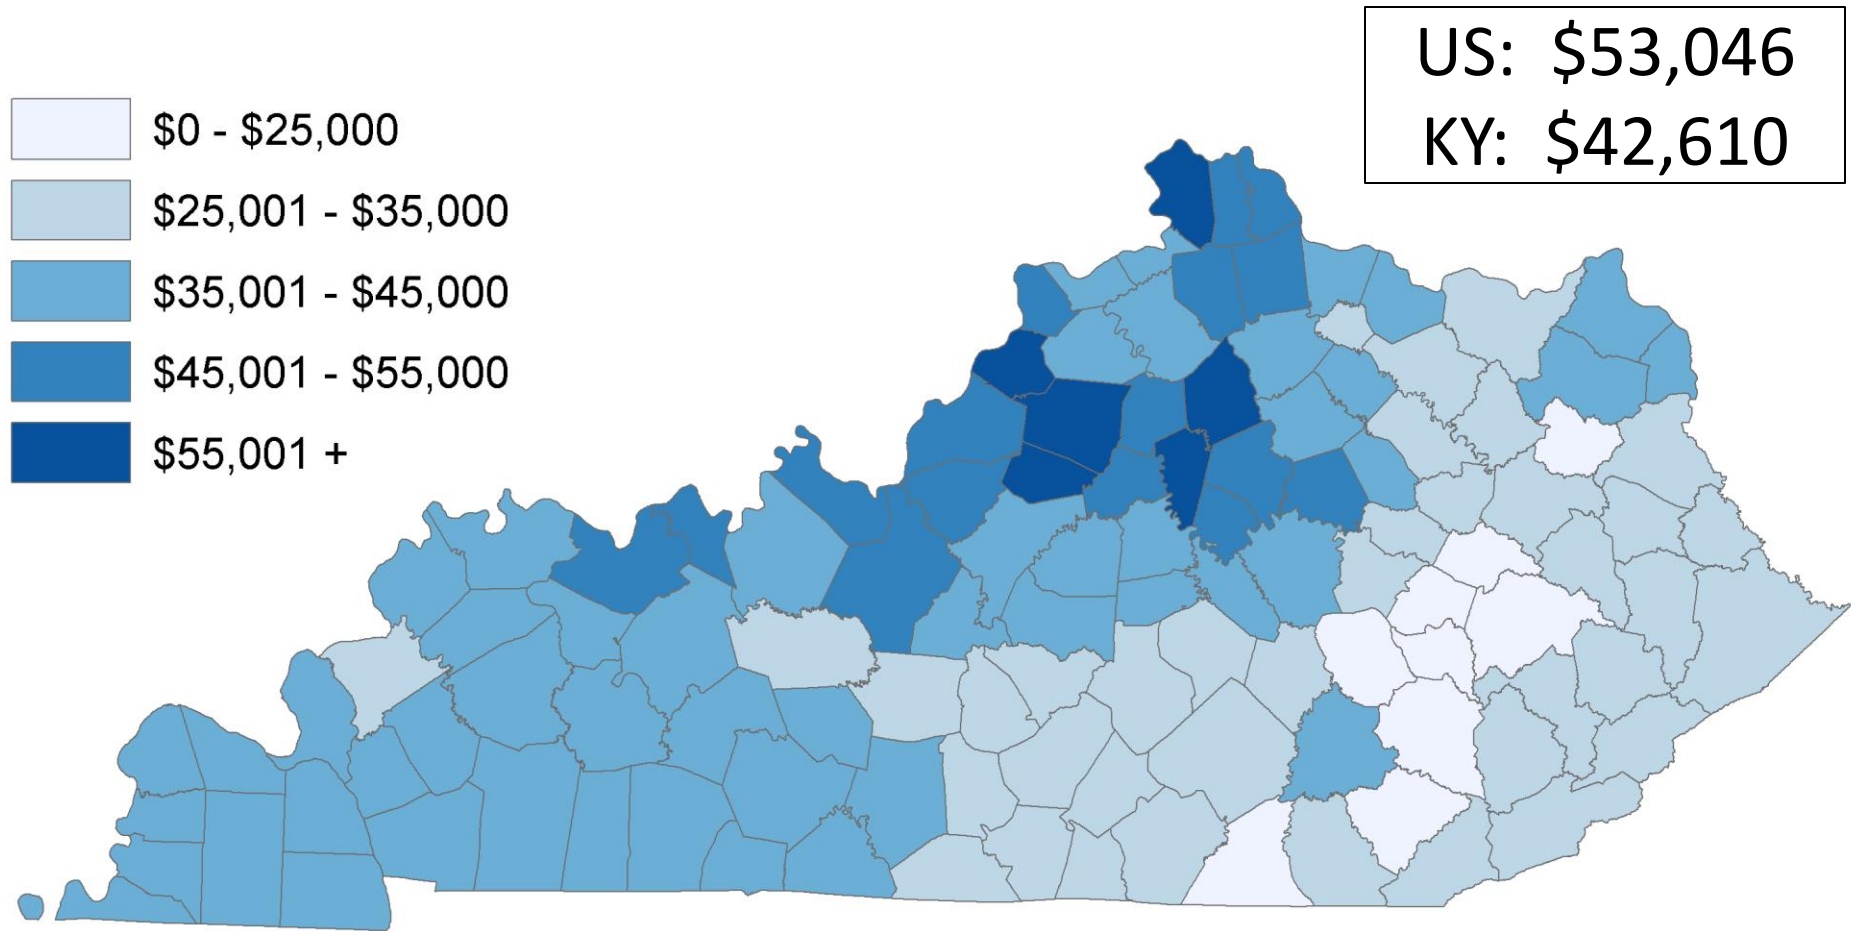 US: $53,046
KY: $42,610
$0 - $25,000
$25,001 - $35,000
$35,001 - $45,000
$45,001 - $55,000
$55,001 +